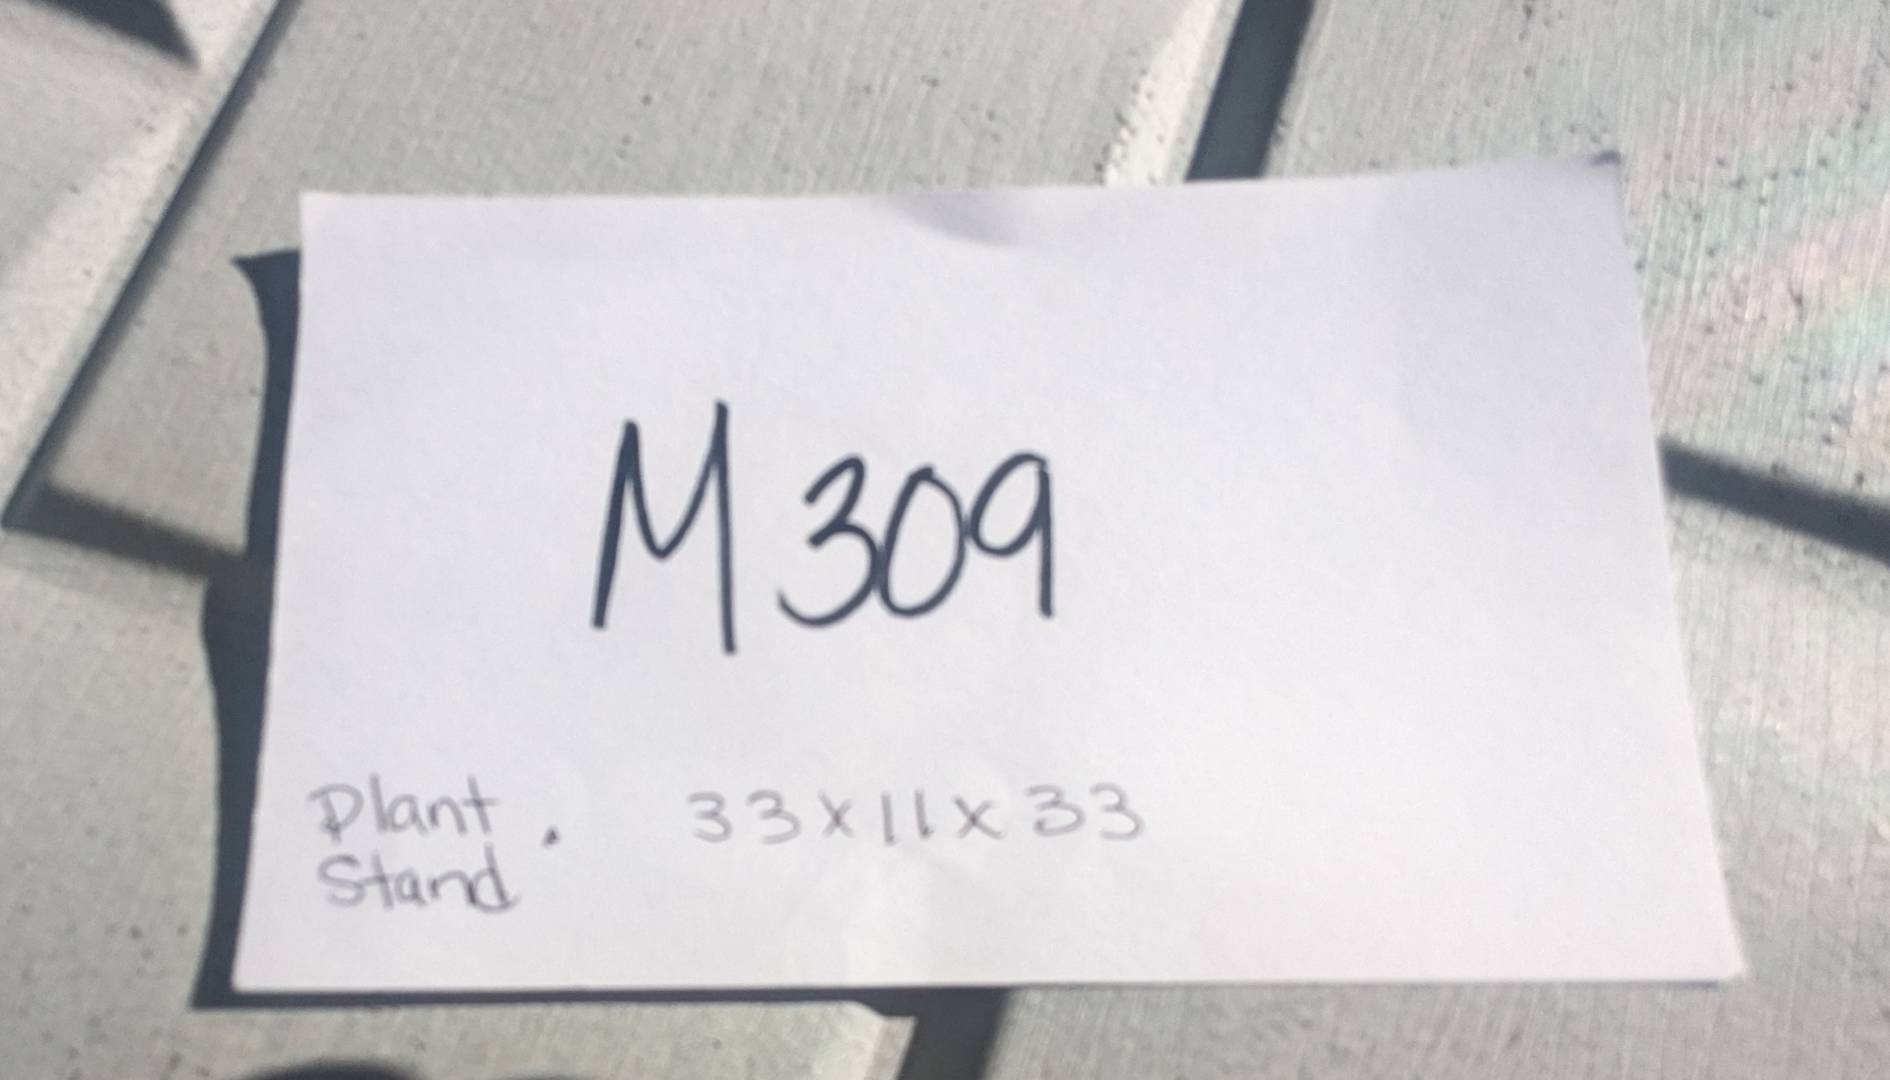 M309
Plant . 33x11x33
Stand